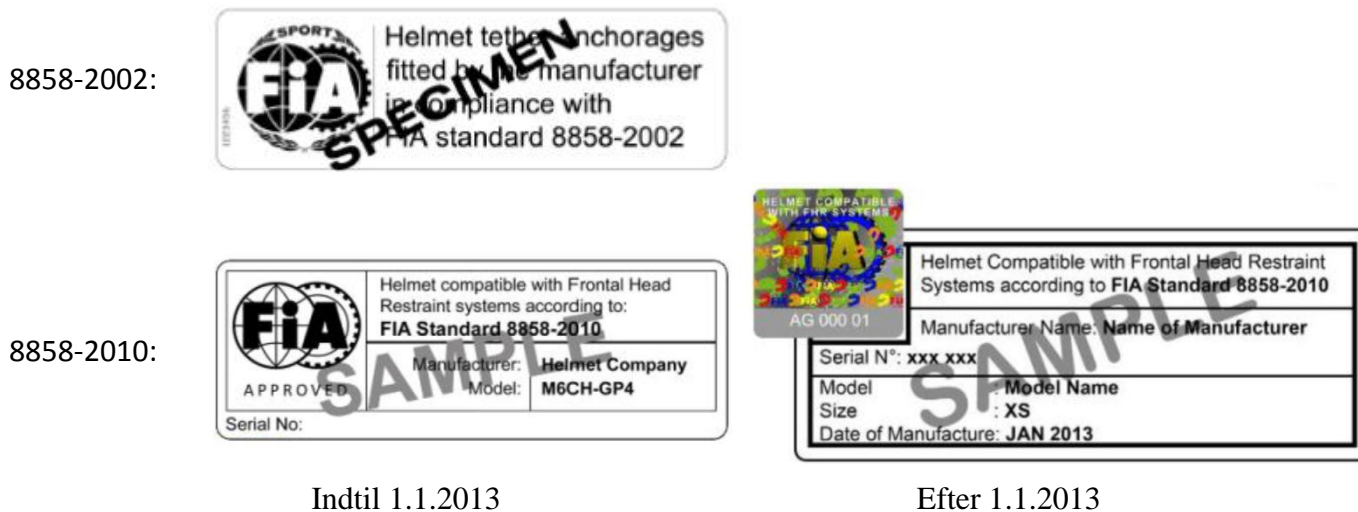 8858-2002:
SPORT
FiA
Helmet tether anchorages
fitted by the manufacturer
in compliance with
FIA standard 8858-2002
SPECIMEN
8858-2010:
FiA
APPROVED
Helmet compatible with Frontal Head
Restraint systems according to:
FIA Standard 8858-2010
Manufacturer: Helmet Company
Model: M6CH-GP4
Serial No:
SAMPLE
HELMET COMPATIBLE
WITH FHR SYSTEMS
FiA
AG 000 01
Helmet Compatible with Frontal Head Restraint
Systems according to FIA Standard 8858-2010
Manufacturer Name: Name of Manufacturer
Serial N°: xxx xxx
Model : Model Name
Size : XS
Date of Manufacture: JAN 2013
SAMPLE
Indtil 1.1.2013
Efter 1.1.2013